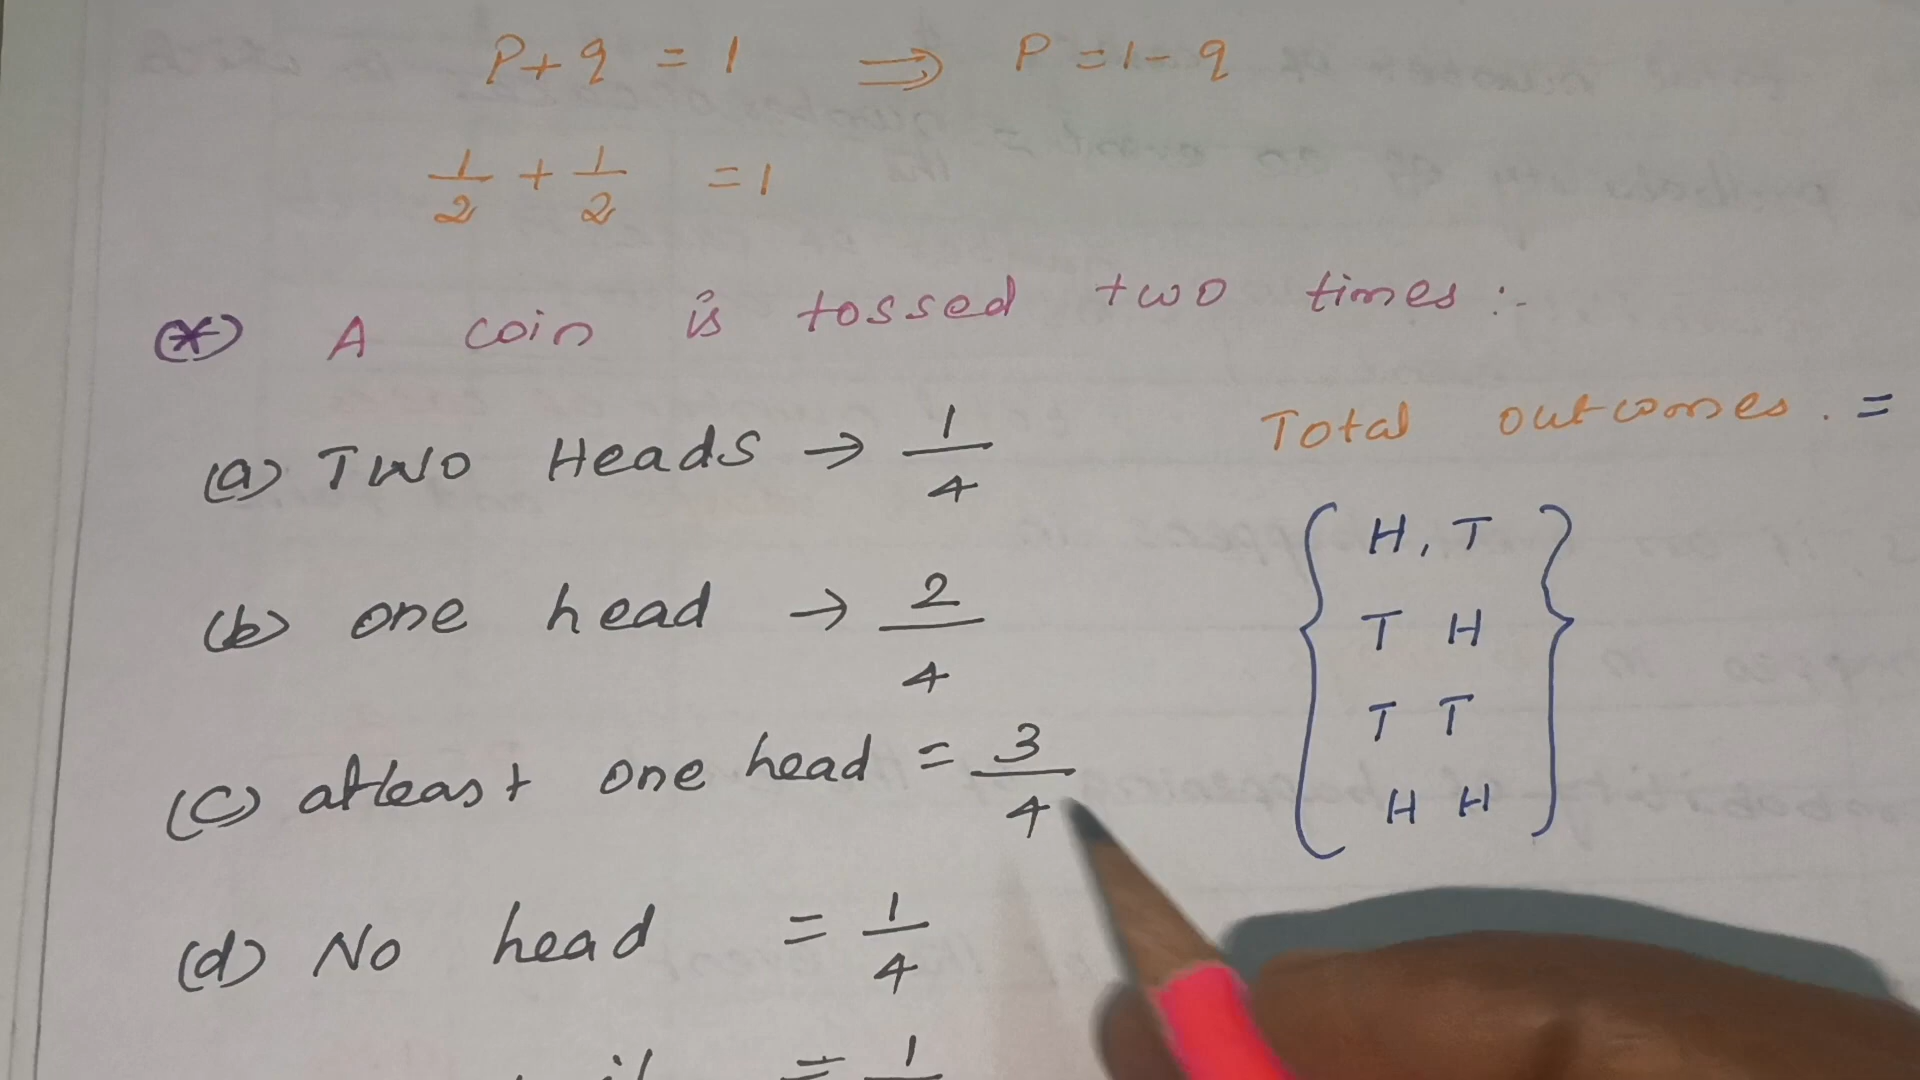 P+q = 1 ⟹ P = 1-q
1/2 + 1/2 = 1
(*) A coin is tossed two times :-
(a) Two Heads → 1/4
(b) one head → 2/4
(c) atleast one head = 3/4
(d) No head = 1/4
= 1
Total outcomes. =
{ H, T
T H
T T
H H }